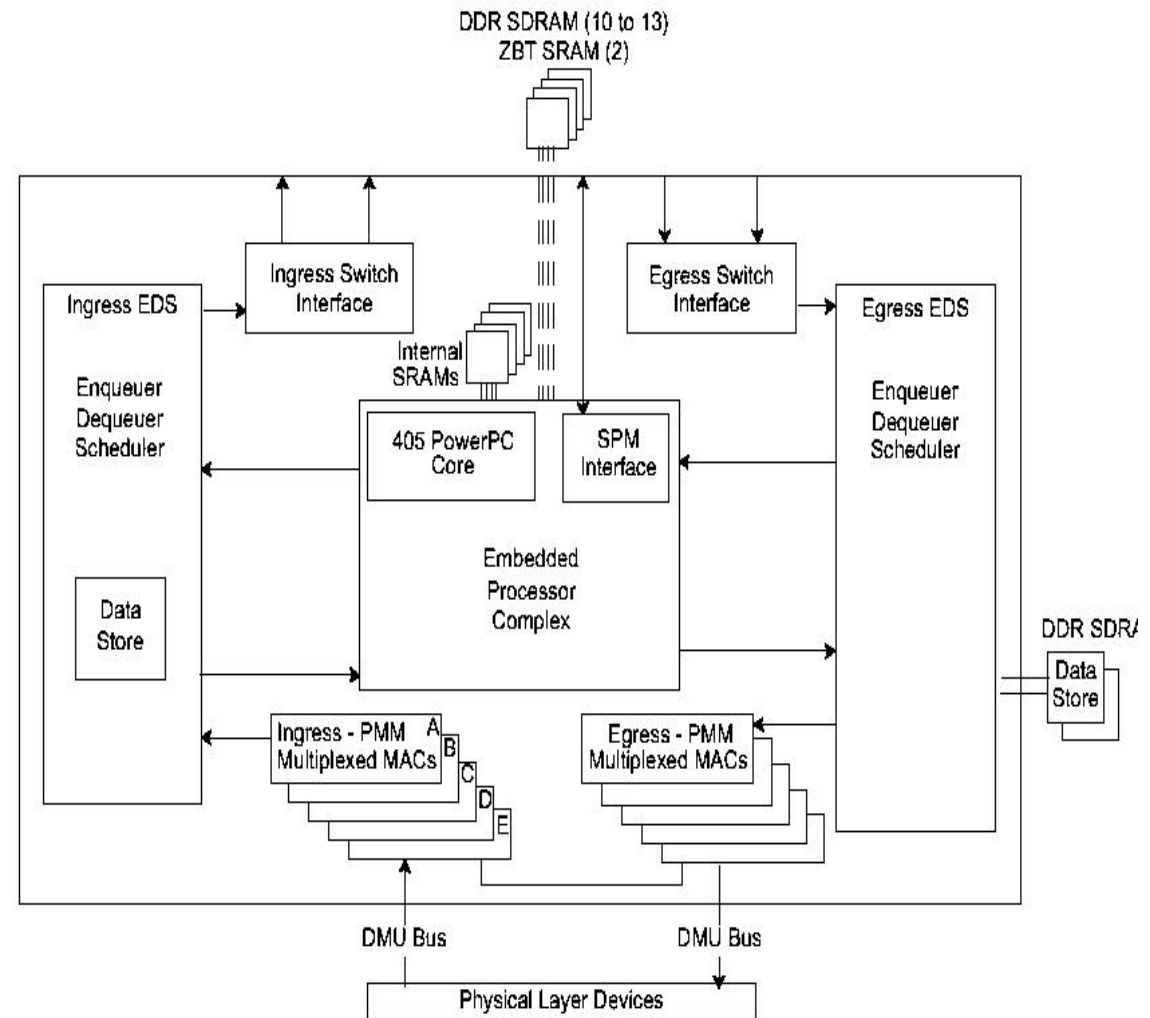 DDR SDRAM (10 to 13)
ZBT SRAM (2)
Ingress Switch
Interface
Egress Switch
Interface
Ingress EDS
Enqueuer
Dequeuer
Scheduler
Data
Store
Internal
SRAMs
405 PowerPC
Core
SPM
Interface
Embedded
Processor
Complex
Egress EDS
Enqueuer
Dequeuer
Scheduler
DDR SDRA
Data
Store
Ingress - PMM
Multiplexed MACs
A
B
C
D
E
Egress - PMM
Multiplexed MACs
DMU Bus
DMU Bus
Physical Layer Devices